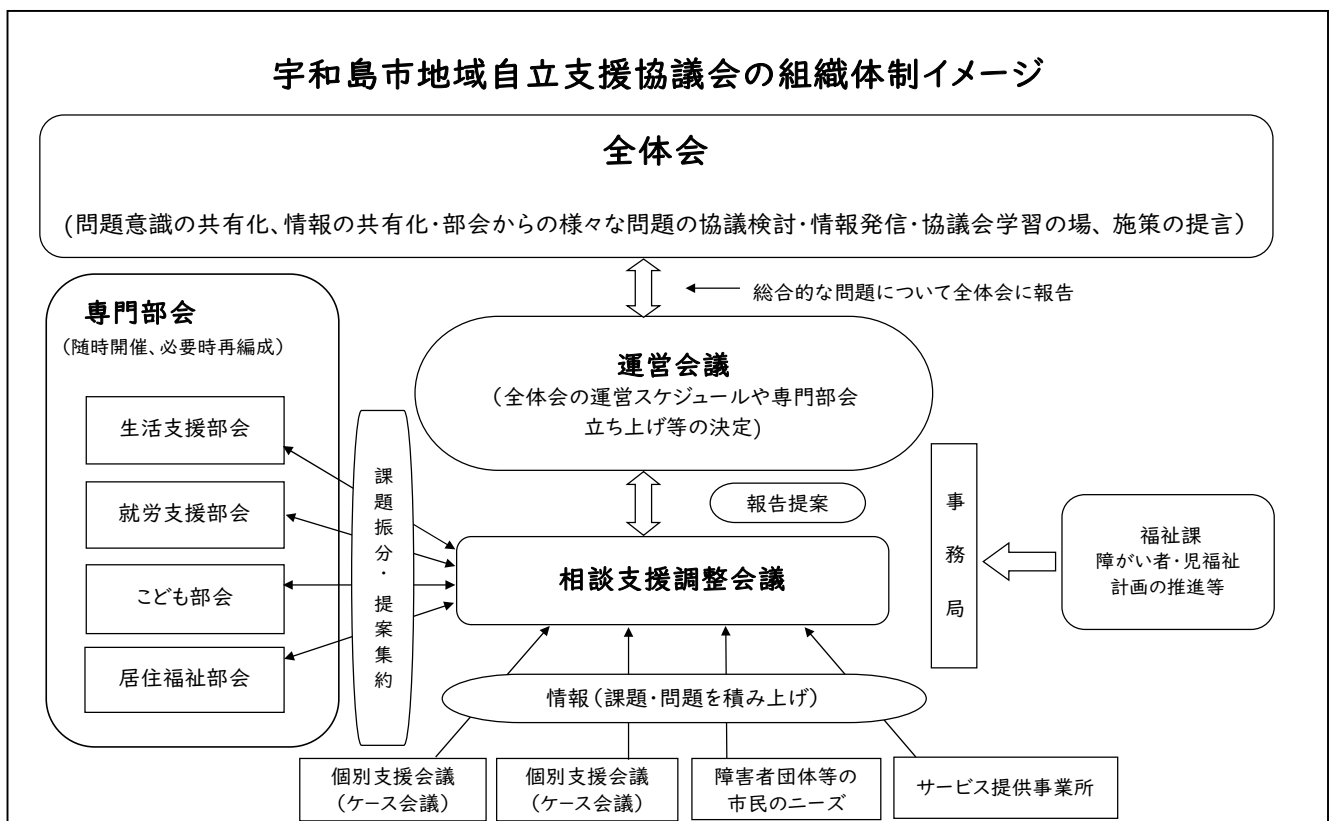 宇和島市地域自立支援協議会の組織体制イメージ
全体会
(問題意識の共有化、情報の共有化・部会からの様々な問題の協議検討・情報発信・協議会学習の場、施策の提言)
総合的な問題について全体会に報告
専門部会
(随時開催、必要時再編成)
生活支援部会
就労支援部会
こども部会
居住福祉部会
課題振分・提案集約
運営会議
(全体会の運営スケジュールや専門部会
立ち上げ等の決定)
報告提案
相談支援調整会議
事務局
福祉課
障がい者・児福祉
計画の推進等
情報(課題・問題を積み上げ)
個別支援会議
(ケース会議)
個別支援会議
(ケース会議)
障害者団体等の
市民のニーズ
サービス提供事業所